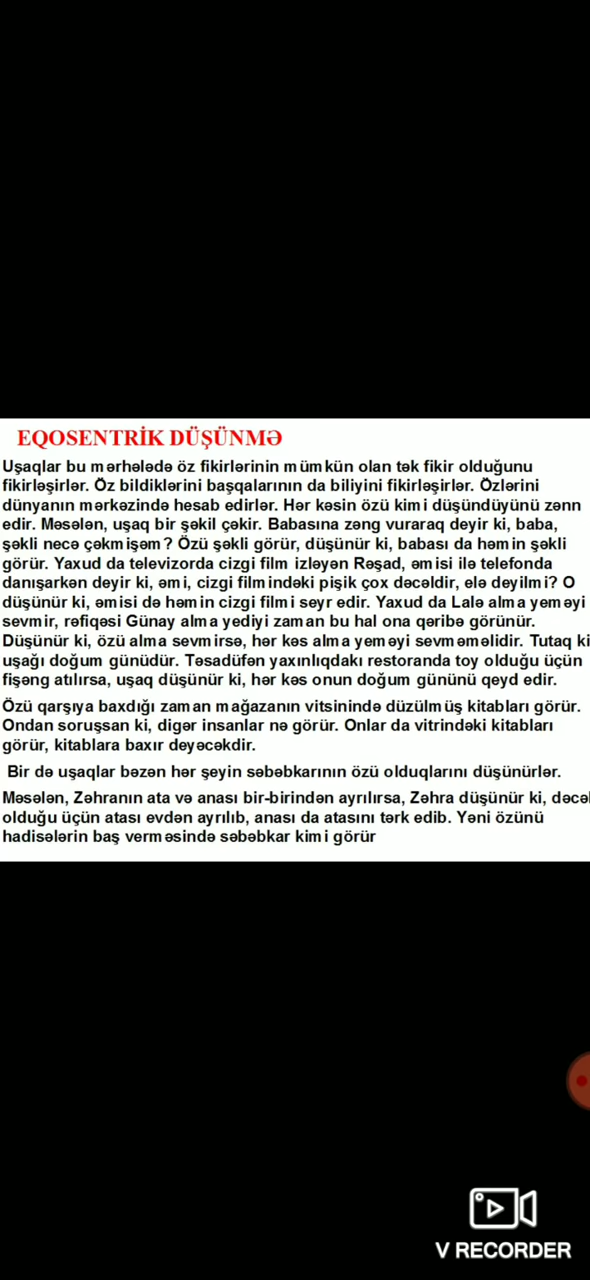 EQOSENTRİK DÜŞÜNMƏ
Uşaqlar bu mərhələdə öz fikirlərinin mümkün olan tək fikir olduğunu
fikirləşirlər. Öz bildiklərini başqalarının da biliyini fikirləşirlər. Özlərini
dünyanın mərkəzində hesab edirlər. Hər kəsin özü kimi düşündüyünü zənn
edir. Məsələn, uşaq bir şəkil çəkir. Babasına zəng vuraraq deyir ki, baba,
şəkli necə çəkmişəm? Özü şəkli görür, düşünür ki, babası da həmin şəkli
görür. Yaxud da televizorda cizgi film izləyən Rəşad, əmisi ilə telefonda
danışarkən deyir ki, əmi, cizgi filmindəki pişik çox dəcəldir, elə deyilmi? O
düşünür ki, əmisi də həmin cizgi filmi seyr edir. Yaxud da Lalə alma yeməyi
sevmir, rəfiqəsi Günay alma yediyi zaman bu hal ona qəribə görünür.
Düşünür ki, özü alma sevmirsə, hər kəs alma yeməyi sevməməlidir. Tutaq ki
uşağı doğum günüdür. Təsadüfən yaxınlıqdakı restoranda toy olduğu üçün
fişəng atılırsa, uşaq düşünür ki, hər kəs onun doğum gününü qeyd edir.
Özü qarşıya baxdığı zaman mağazanın vitsinində düzülmüş kitabları görür.
Ondan soruşsan ki, digər insanlar nə görür. Onlar da vitrindəki kitabları
görür, kitablara baxır dəyəcəkdir.
Bir də uşaqlar bəzən hər şeyin səbəbkarının özü olduqlarını düşünürlər.
Məsələn, Zəhranın ata və anası bir-birindən ayrılırsa, Zəhra düşünür ki, dəcəl
olduğu üçün atası evdən ayrılıb, anası da atasını tərk edib. Yəni özünü
hadisələrin baş verməsində səbəbkar kimi görür
V RECORDER